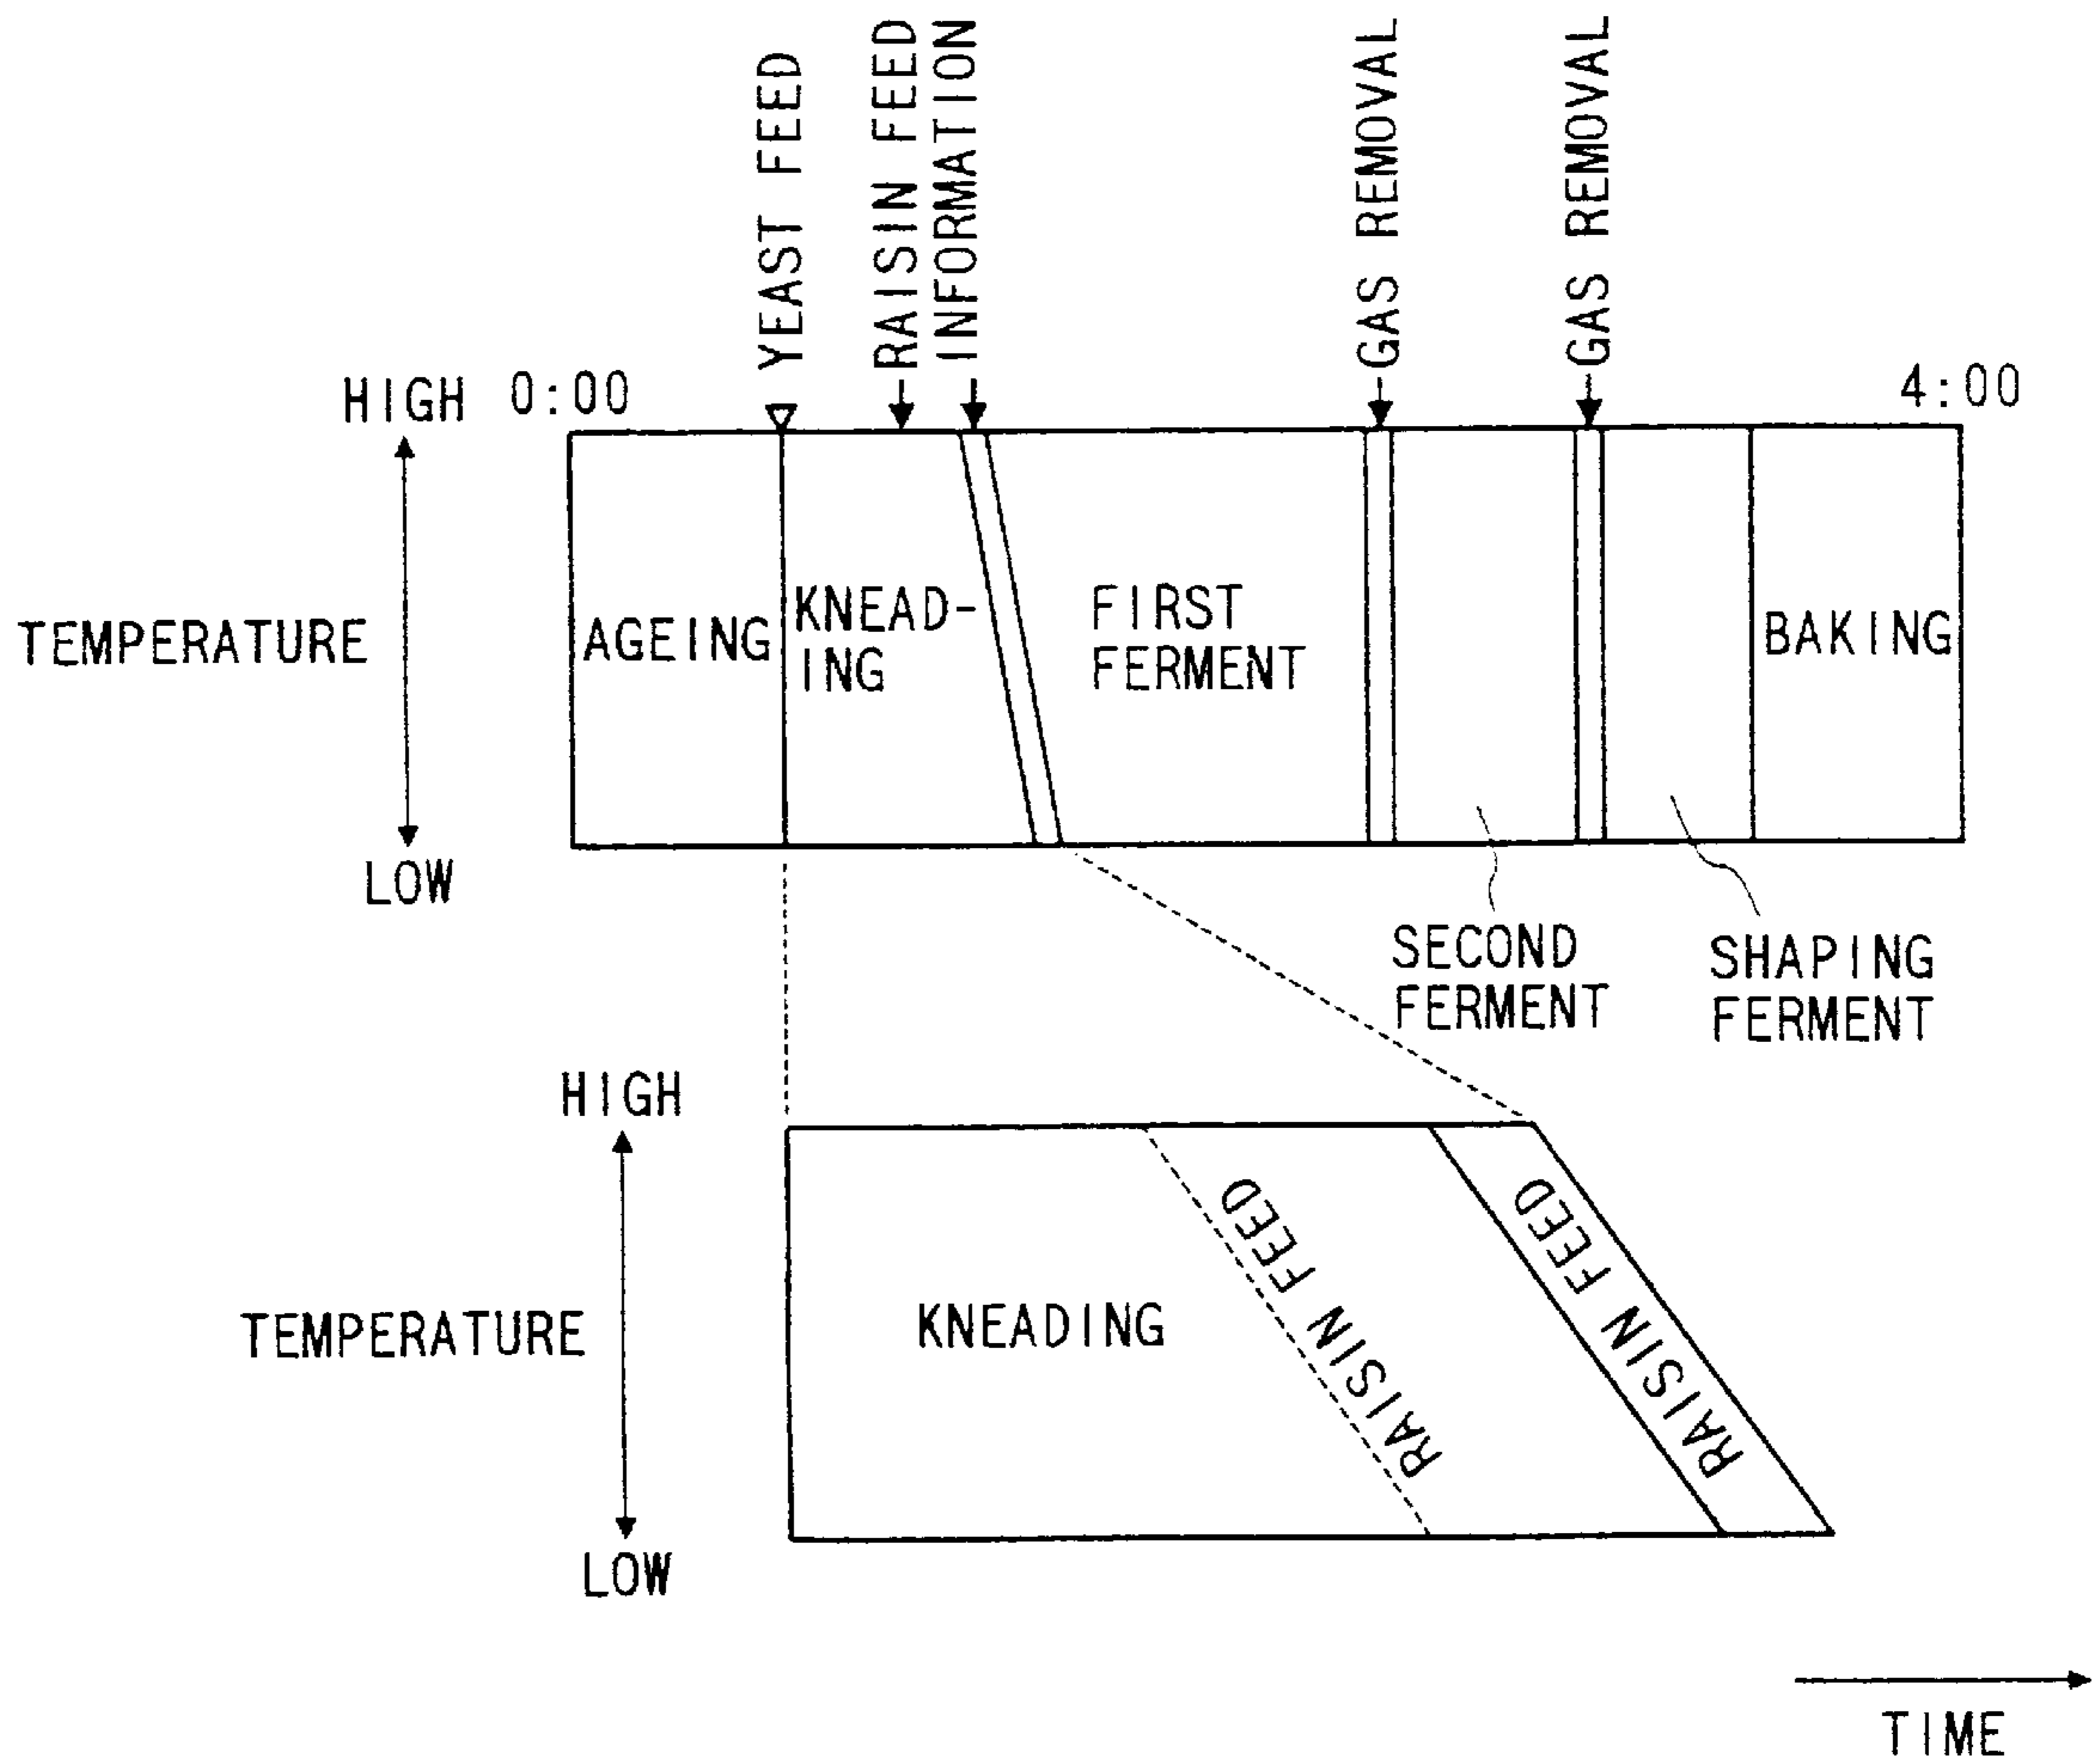 YEAST FEED
RAISIN FEED
INFORMATION
GAS REMOVAL
GAS REMOVAL
HIGH
0:00
4:00
TEMPERATURE
LOW
AGEING
KNEAD-
ING
FIRST
FERMENT
BAKING
SECOND
FERMENT
SHAPING
FERMENT
HIGH
TEMPERATURE
LOW
KNEADING
RAISIN FEED
RAISIN FEED
TIME